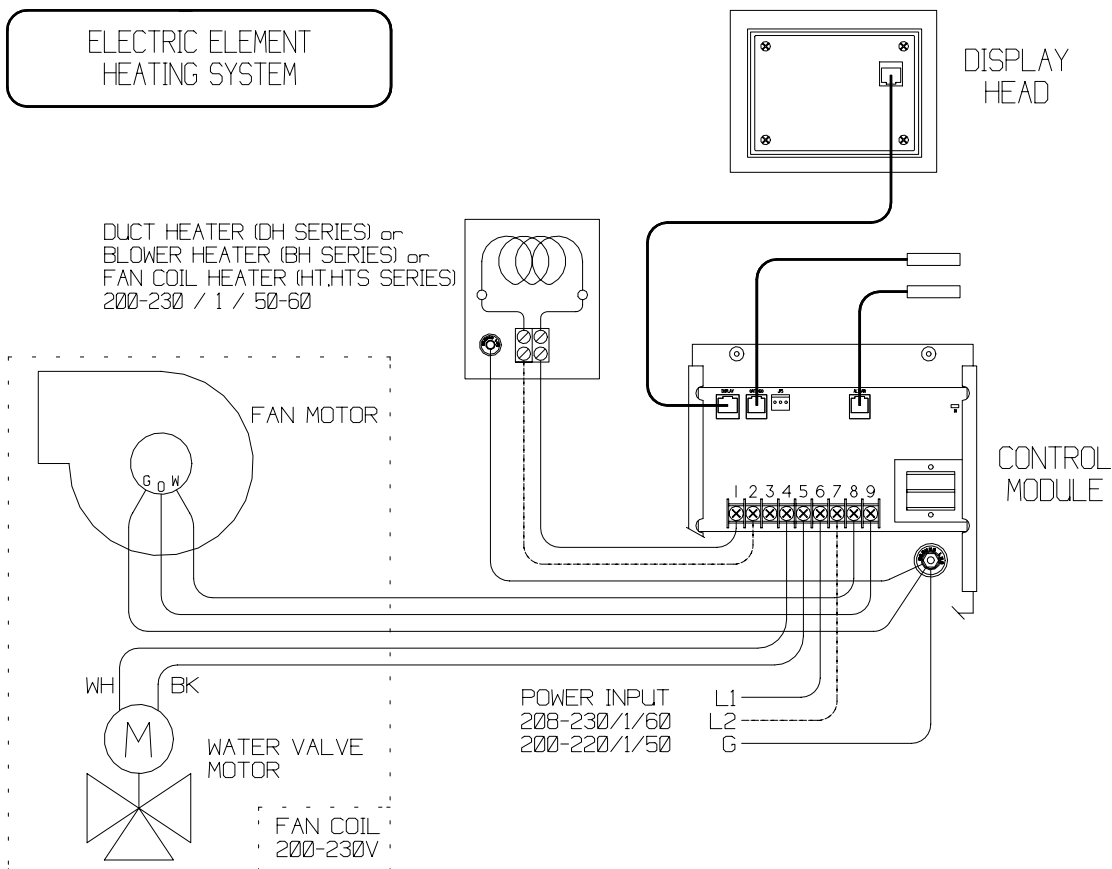 ELECTRIC ELEMENT
HEATING SYSTEM
DISPLAY
HEAD
DUCT HEATER (DH SERIES) or
BLOWER HEATER (BH SERIES) or
FAN COIL HEATER (HT,HTS SERIES)
200-230 / 1 / 50-60
FAN MOTOR
G O W
DISPLAY
JP3
CONTROL
MODULE
1 2 3 4 5 6 7 8 9
WH
BK
M
WATER VALVE
MOTOR
POWER INPUT
208-230/1/60
200-220/1/50
L1
L2
G
FAN COIL
200-230V